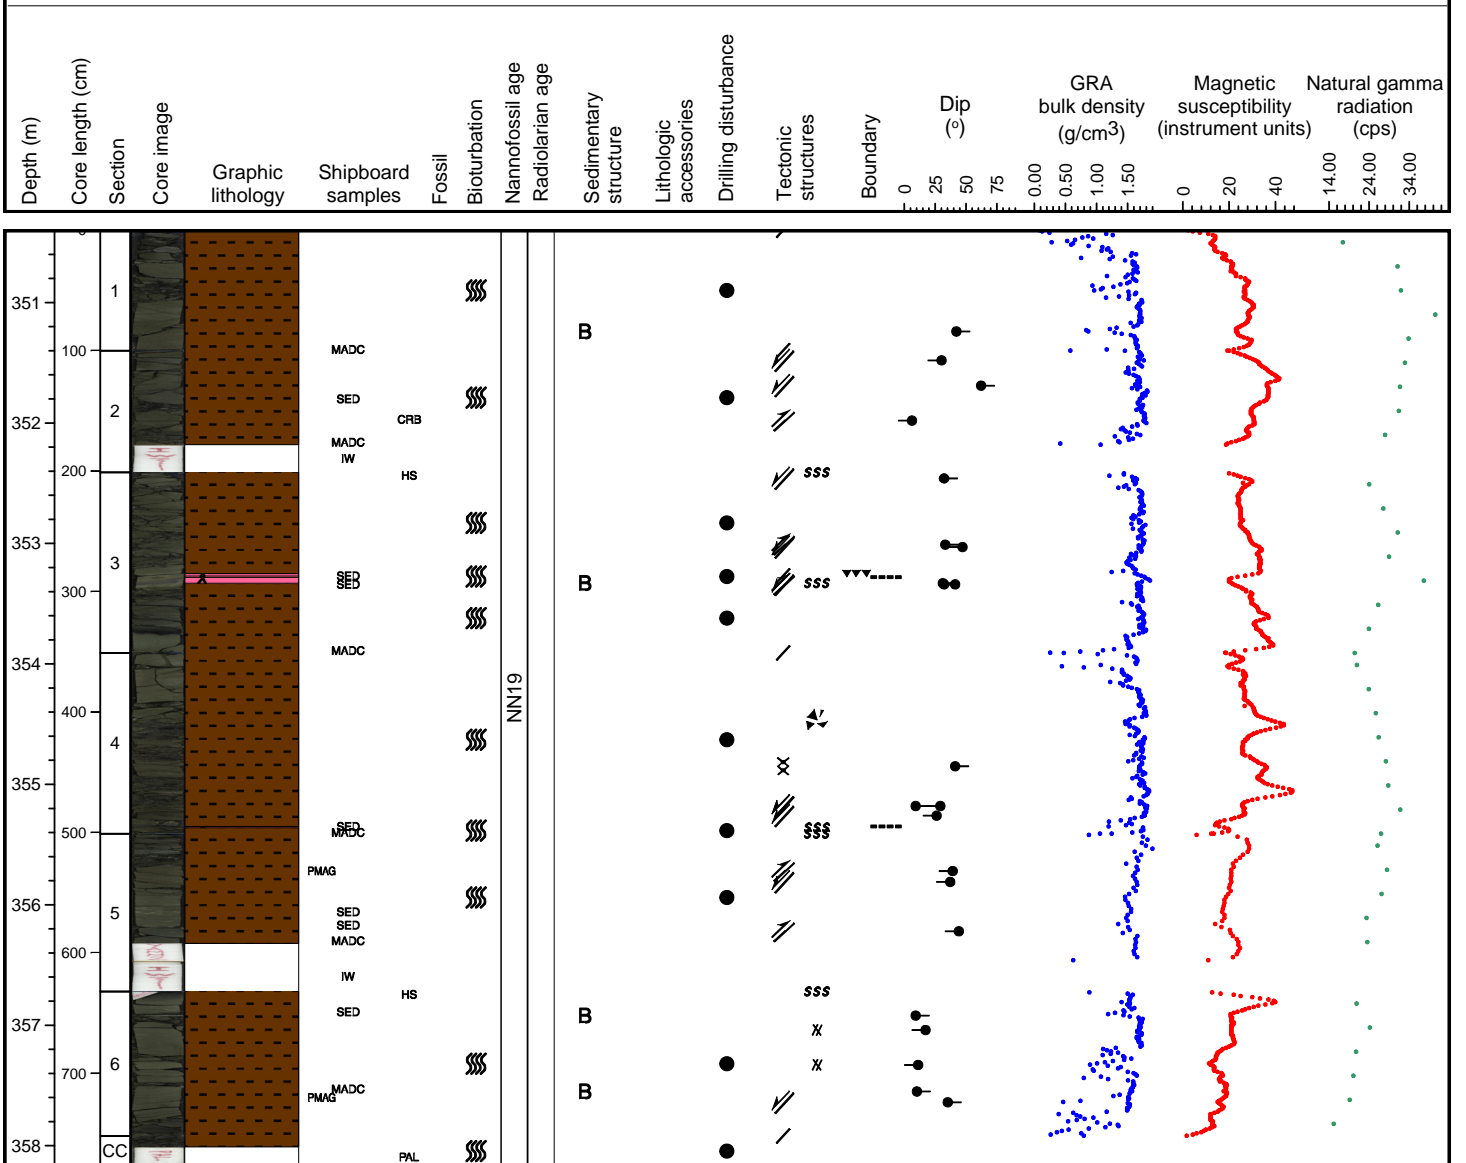 Depth (m)
Core length (cm)
Section
Core image
Graphic
lithology
Shipboard
samples
Fossil
Bioturbation
Nannofossil age
Radiolarian age
Sedimentary
structure
Lithologic
accessories
Drilling disturbance
Tectonic
structures
Boundary
Dip
(o)
0 25 50 75
GRA
bulk density
(g/cm3)
0.00 0.50 1.00 1.50
Magnetic
susceptibility
(instrument units)
0 20 40
Natural gamma
radiation
(cps)
14.00 24.00 34.00
1
351
B
100
MADC
SED
2
CRB
352
MADC
IW
200
HS
sss
353
3
SED
SED
sss
B
300
MADC
354
NN19
400
4
355
SED
MADC
sss
sss
500
PMAG
356
5
SED
SED
MADC
600
IW
HS
sss
SED
B
357
6
700
MADC
PMAG
B
358
CC
PAL